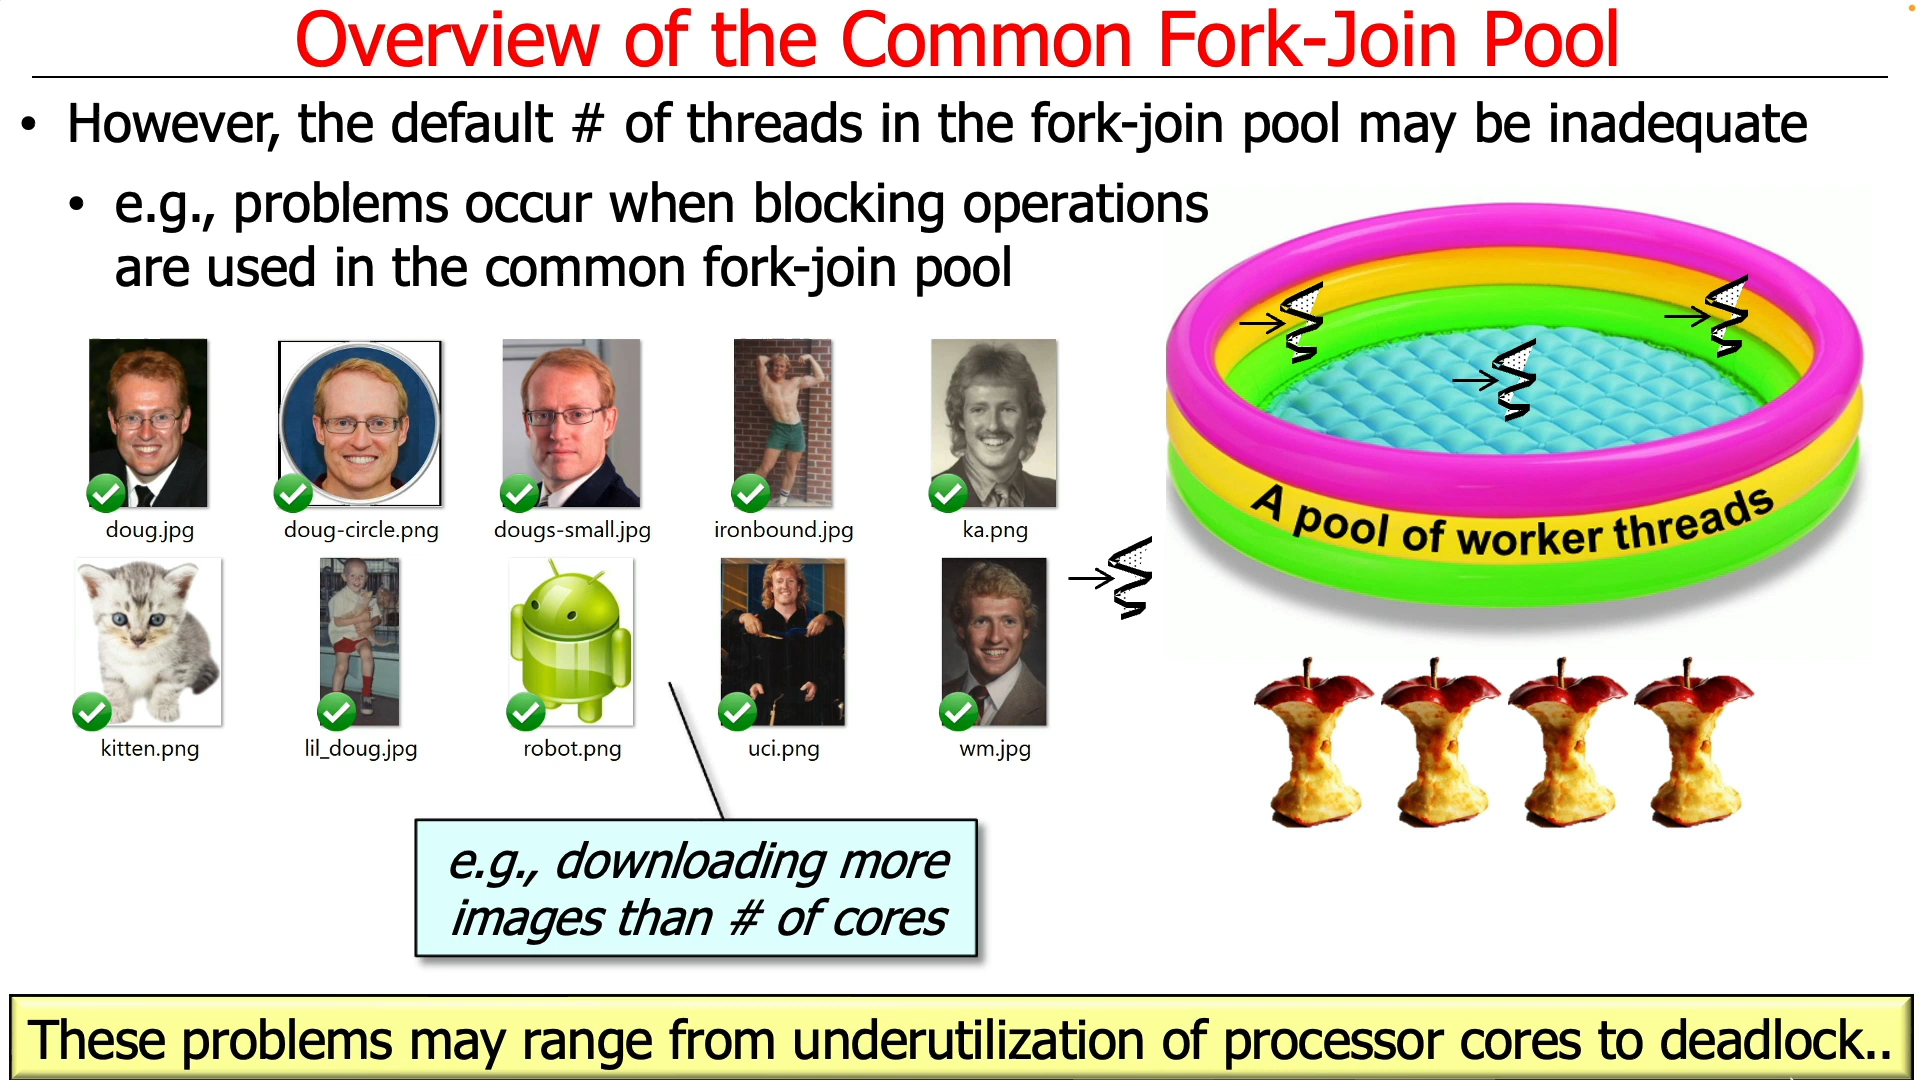 Overview of the Common Fork-Join Pool
• However, the default # of threads in the fork-join pool may be inadequate
• e.g., problems occur when blocking operations
are used in the common fork-join pool
A pool of worker threads
doug.jpg
doug-circle.png
dougs-small.jpg
ironbound.jpg
ka.png
kitten.png
lil_doug.jpg
robot.png
uci.png
wm.jpg
e.g., downloading more
images than # of cores
These problems may range from underutilization of processor cores to deadlock..